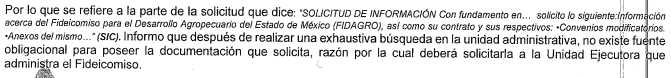 Por lo que se refiere a la parte de la solicitud que dice: "SOLICITUD DE INFORMACIÓN Con fundamento en… solicito lo siguiente:Información
acerca del Fideicomiso para el Desarrollo Agropecuario del Estado de México (FIDAGRO), así como su contrato y sus respectivos: •Convenios modificatorios.
•Anexos del mismo…" (SIC). Informo que después de realizar una exhaustiva búsqueda en la unidad administrativa, no existe fuente
obligacional para poseer la documentación que solicita, razón por la cual deberá solicitarla a la Unidad Ejecutora que
administra el Fideicomiso.